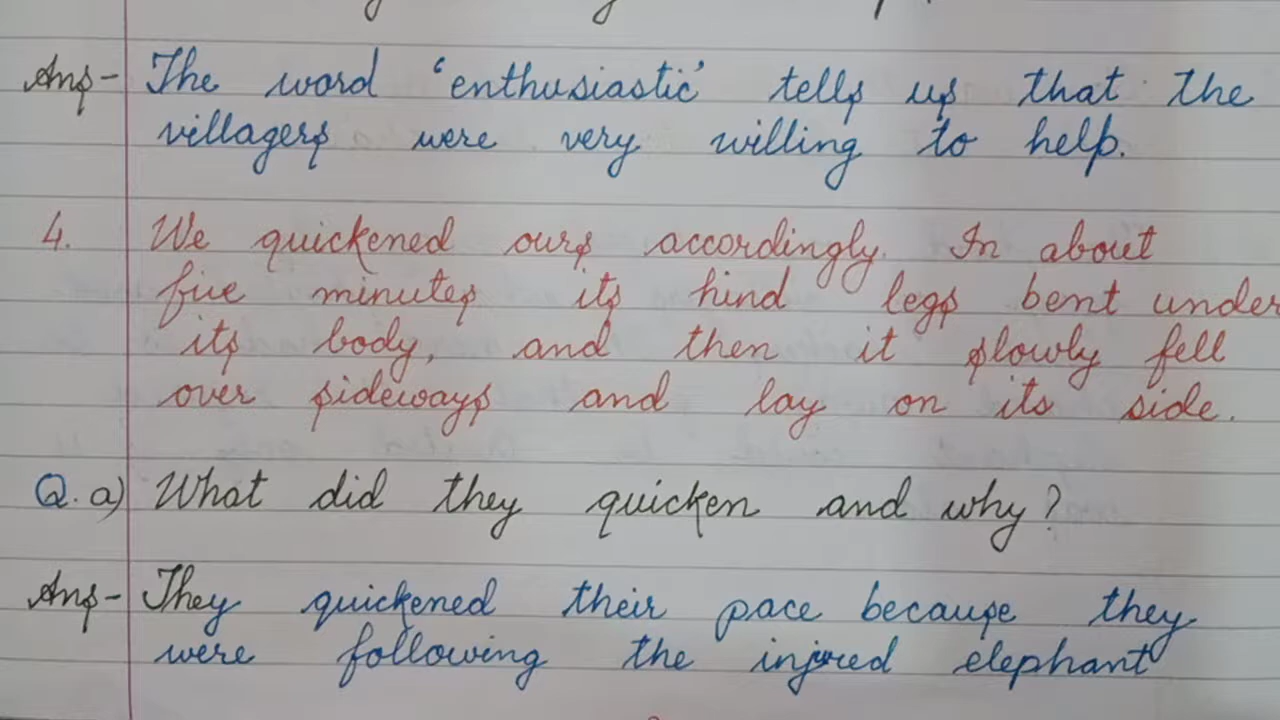 Ans- The word 'enthusiastic' tells us that the
villagers were very willing to help.
4. We quickened ours accordingly. In about
five minutes its hind legs bent under
its body, and then it slowly fell
over sideways and lay on its side.
Q. a) What did they quicken and why?
Ans- They quickened their pace because they
were following the injured elephant